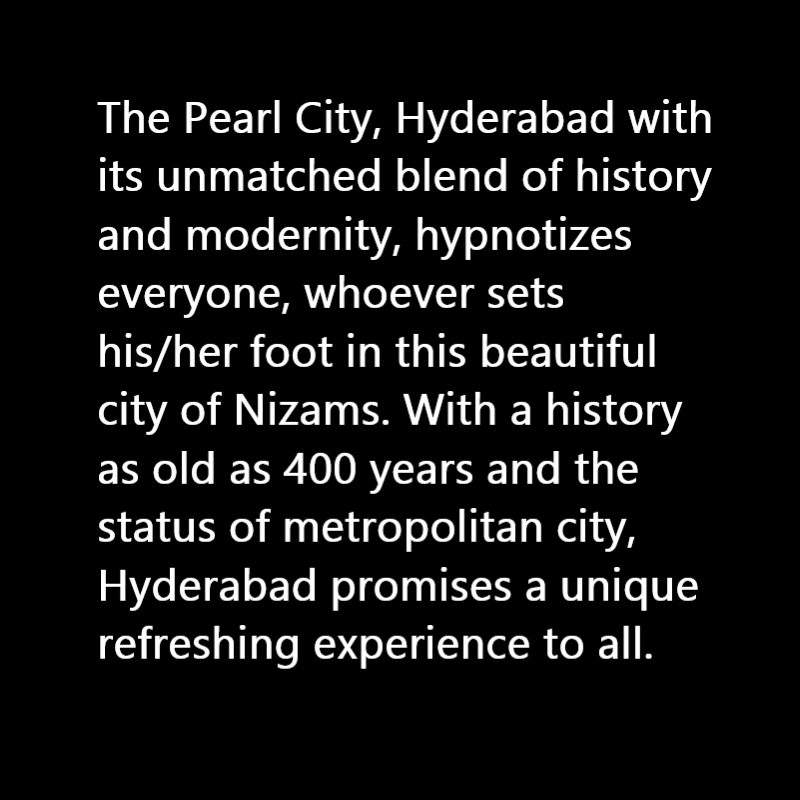 The Pearl City, Hyderabad with
its unmatched blend of history
and modernity, hypnotizes
everyone, whoever sets
his/her foot in this beautiful
city of Nizams. With a history
as old as 400 years and the
status of metropolitan city,
Hyderabad promises a unique
refreshing experience to all.